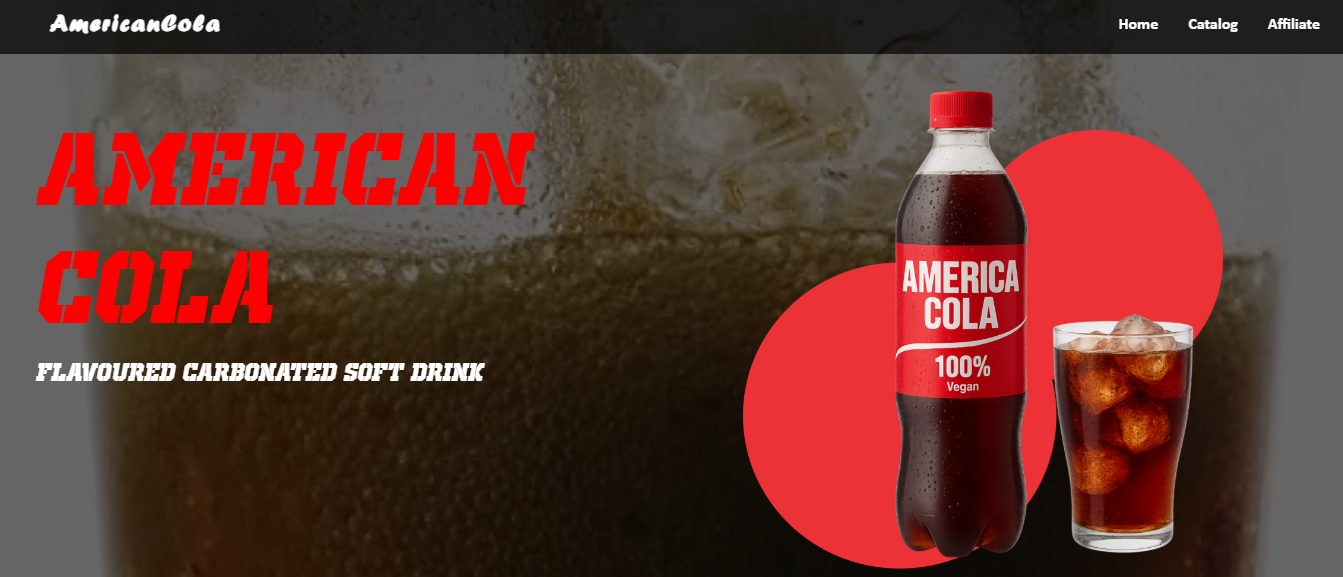 AmericanCola
Home Catalog Affiliate
AMERICAN
COLA
FLAVOURED CARBONATED SOFT DRINK
AMERICA
COLA
100%
Vegan